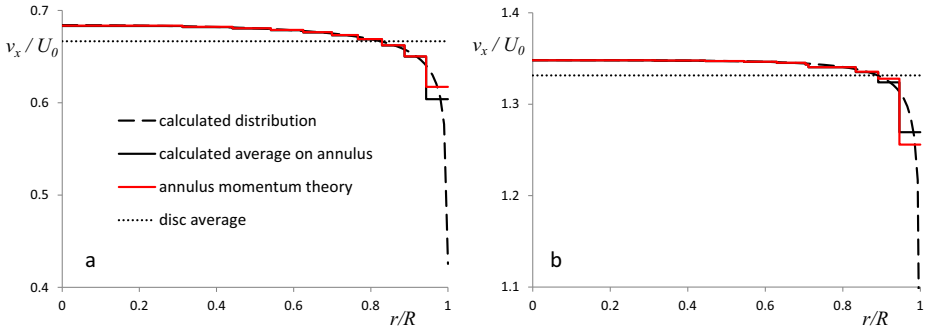 0.7
v_x / U_0
0.6
0.5
0.4
calculated distribution
calculated average on annulus
annulus momentum theory
disc average
a
0 0.2 0.4 0.6 0.8 1
r/R
1.4
v_x / U_0
1.3
1.2
1.1
b
0 0.2 0.4 0.6 0.8 1
r/R